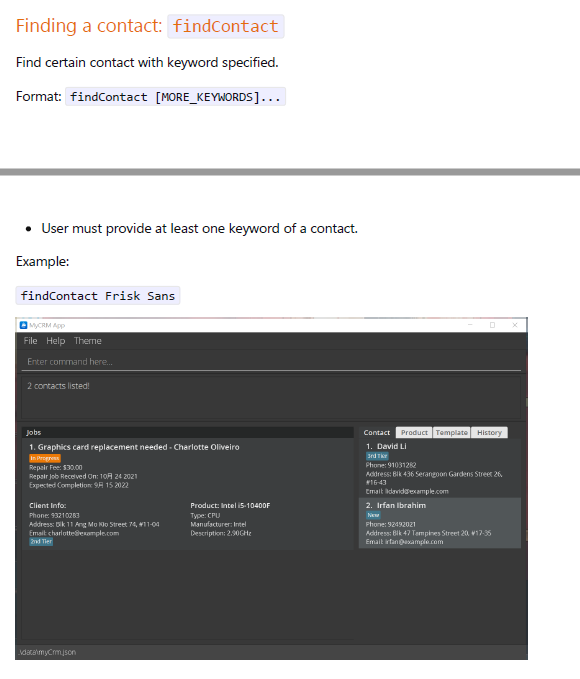 Finding a contact: findContact
Find certain contact with keyword specified.
Format: findContact [MORE_KEYWORDS]...
User must provide at least one keyword of a contact.
Example:
findContact Frisk Sans
MyCRM App
File Help Theme
Enter command here...
2 contacts listed!
Jobs
1. Graphics card replacement needed - Charlotte Oliveiro
In Progress
Repair Fee: $30.00
Repair Job Received On: 10月 24 2021
Expected Completion: 9月 15 2022
Client Info:
Phone: 93210283
Address: Blk 11 Ang Mo Kio Street 74, #11-04
Email: charlotte@example.com
2nd Tier
Product: Intel i5-10400F
Type: CPU
Manufacturer: Intel
Description: 2.90GHz
Contact Product Template History
1. David Li
3rd Tier
Phone: 91031282
Address: Blk 436 Serangoon Gardens Street 26,
#16-43
Email: lidavid@example.com
2. Irfan Ibrahim
New
Phone: 92492021
Address: Blk 47 Tampines Street 20, #17-35
Email: irfan@example.com
.\data\myCrm.json